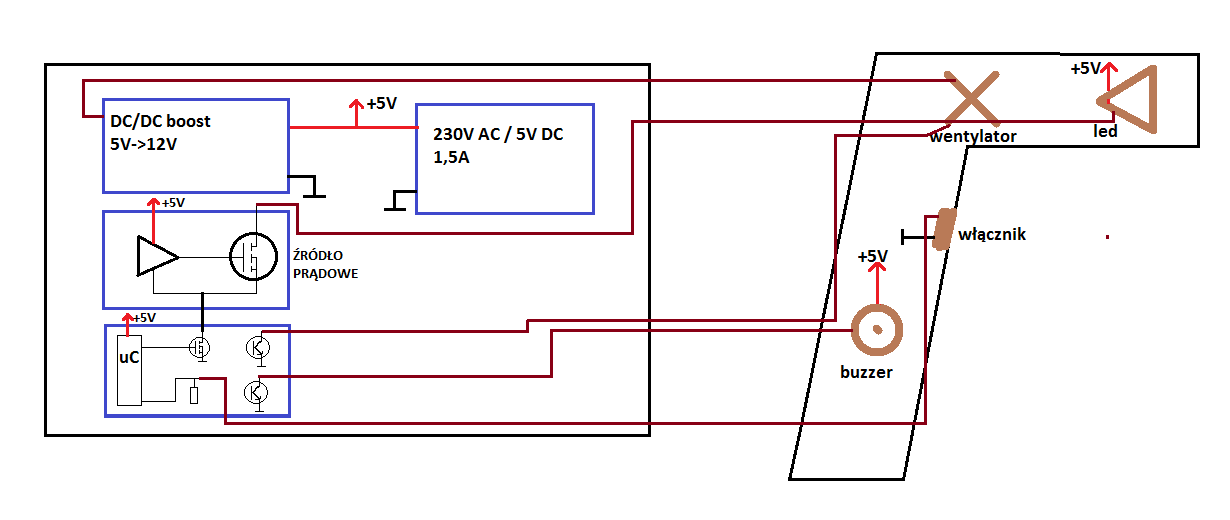 DC/DC boost
5V->12V
+5V
230V AC / 5V DC
1,5A
+5V
wentylator
led
+5V
ŹRÓDŁO
PRĄDOWE
włącznik
+5V
buzzer
+5V
uC